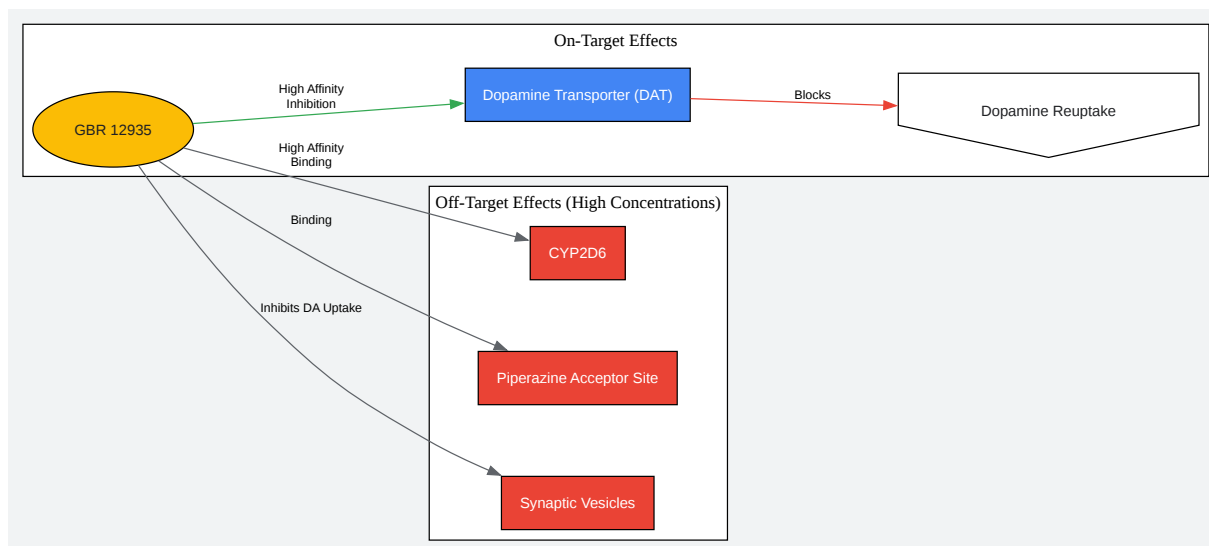 On-Target Effects
GBR 12935
High Affinity
Inhibition
Dopamine Transporter (DAT)
Blocks
Dopamine Reuptake
High Affinity
Binding
Off-Target Effects (High Concentrations)
Binding
CYP2D6
Inhibits DA Uptake
Piperazine Acceptor Site
Synaptic Vesicles